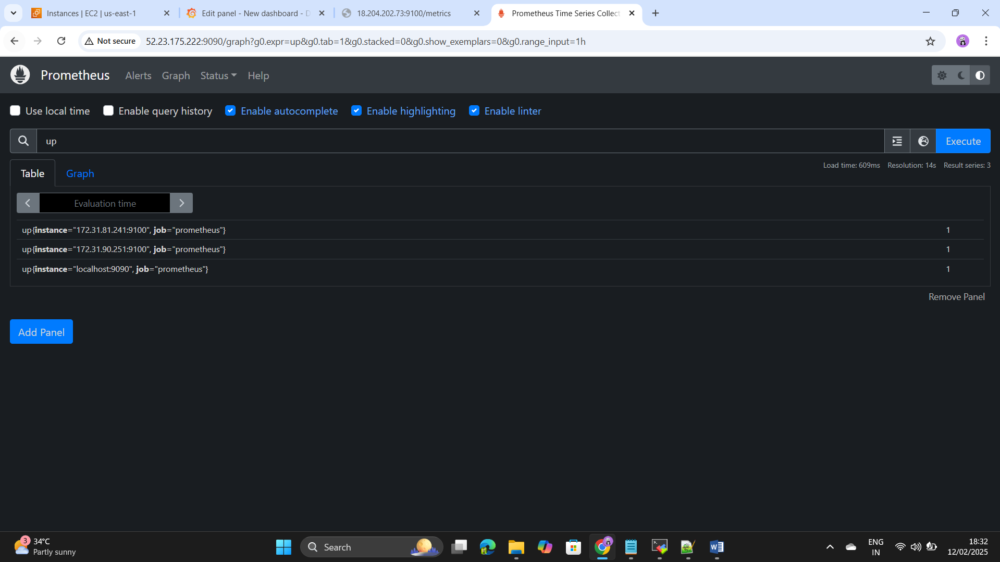 Instances | EC2 | us-east-1
Edit panel - New dashboard - D
18.204.202.73:9100/metrics
Prometheus Time Series Collect
Not secure
52.23.175.222:9090/graph?g0.expr=up&g0.tab=1&g0.stacked=0&g0.show_exemplars=0&g0.range_input=1h
Prometheus Alerts Graph Status Help
Use local time Enable query history Enable autocomplete Enable highlighting Enable linter
up
Execute
Table Graph
Load time: 609ms Resolution: 14s Result series: 3
Evaluation time
up{instance="172.31.81.241:9100", job="prometheus"} 1
up{instance="172.31.90.251:9100", job="prometheus"} 1
up{instance="localhost:9090", job="prometheus"} 1
Remove Panel
Add Panel
3
34°C
Partly sunny
Search
ENG
IN
18:32
12/02/2025